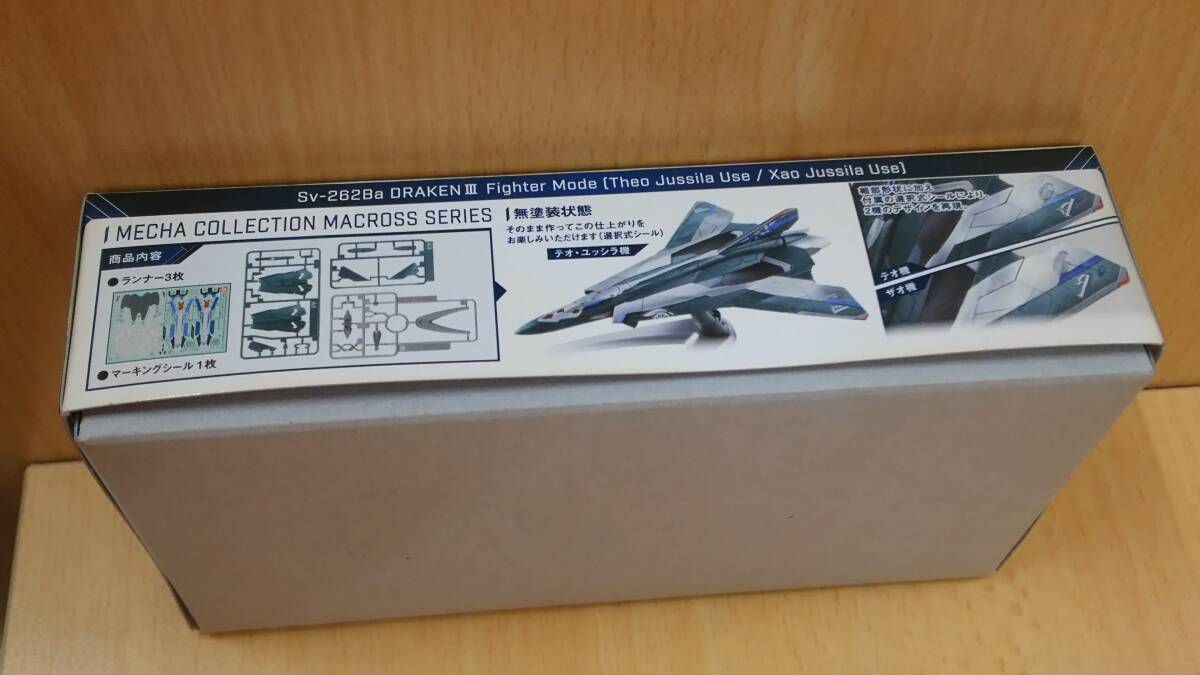 Sv-262Ba DRAKEN Ⅲ Fighter Mode (Theo Jussila Use / Xao Jussila Use)
MECHA COLLECTION MACROSS SERIES
商品内容
●ランナー3枚
●マーキングシール1枚
無塗装状態
そのまま作ってこの仕上がりを
お楽しみいただけます(選択式シール)
テオ・ユッシラ機
細部形状に加え、
付属の選択式シールにより、
2機のデザインを再現。
テオ機
ザオ機